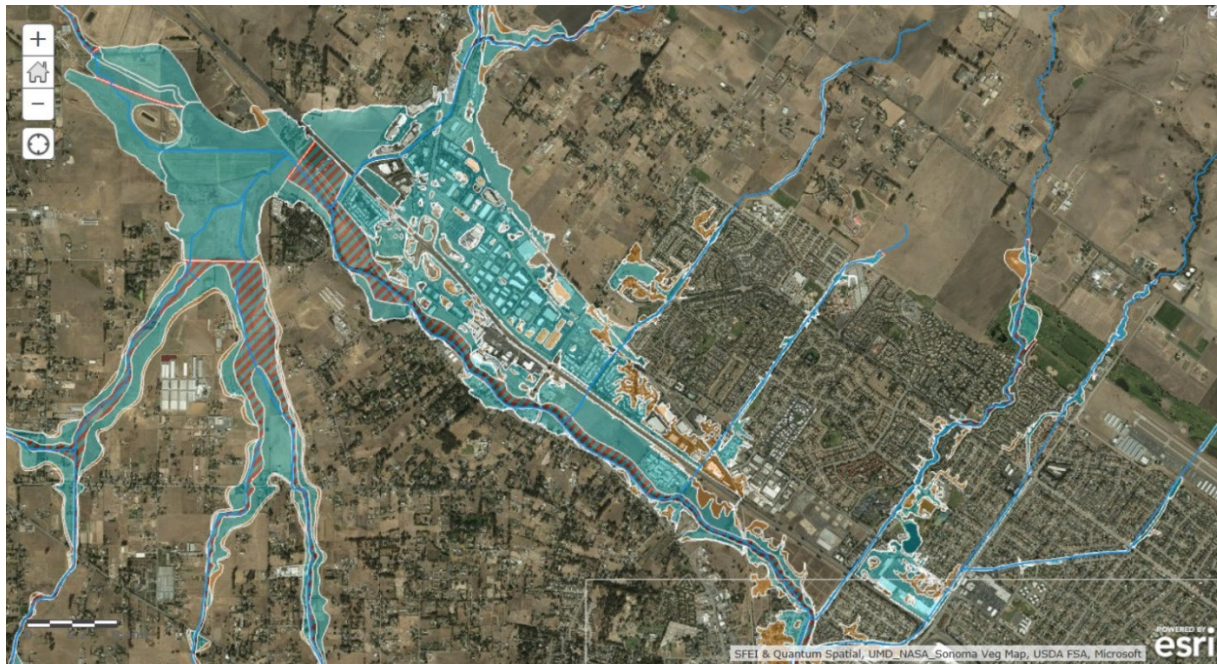 SFEI & Quantum Spatial, UMD_NASA_Sonoma Veg Map, USDA FSA, Microsoft
POWERED BY
esri